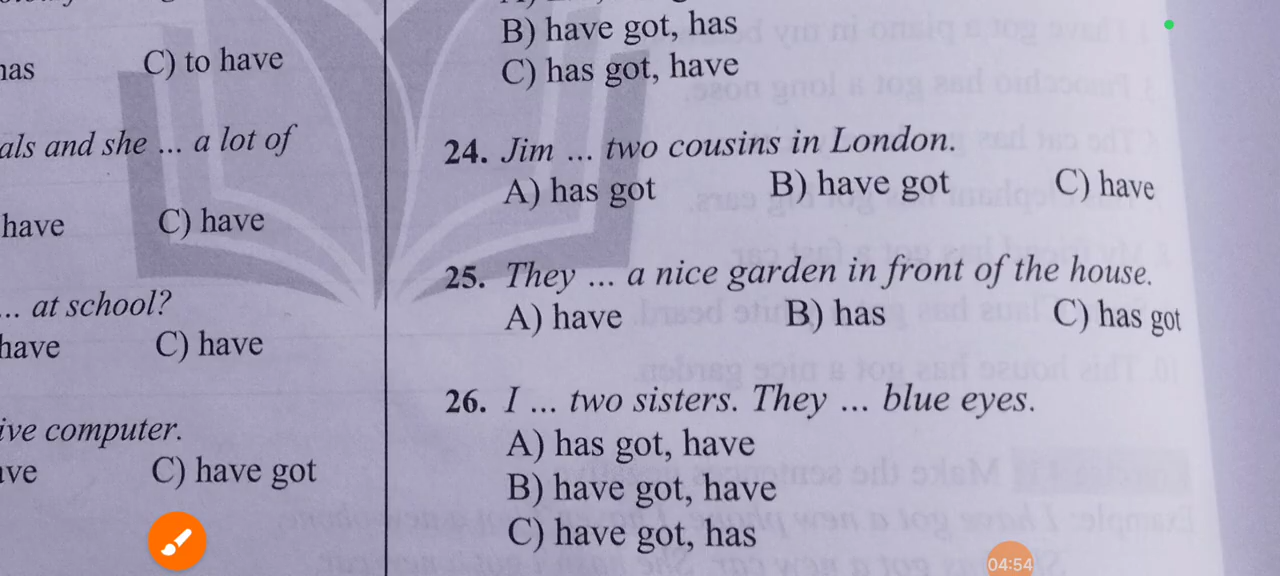 C) to have
als and she ... a lot of
have
C) have
... at school?
have
C) have
ive computer.
C) have got
B) have got, has
C) has got, have
24. Jim ... two cousins in London.
A) has got B) have got C) have
25. They ... a nice garden in front of the house.
A) have B) has C) has got
26. I ... two sisters. They ... blue eyes.
A) has got, have
B) have got, have
C) have got, has
04:54